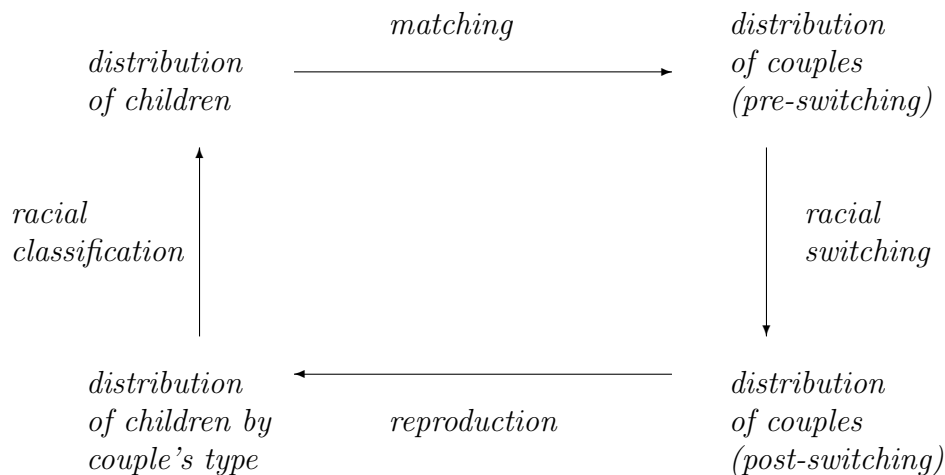 matching
distribution
of children
distribution
of couples
(pre-switching)
racial
classification
racial
switching
distribution
of children by
couple's type
reproduction
distribution
of couples
(post-switching)